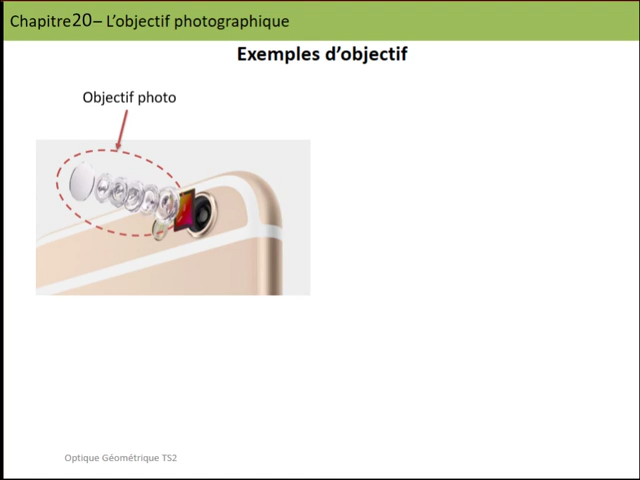 Chapitre20– L’objectif photographique
Exemples d’objectif
Objectif photo
Optique Géométrique TS2